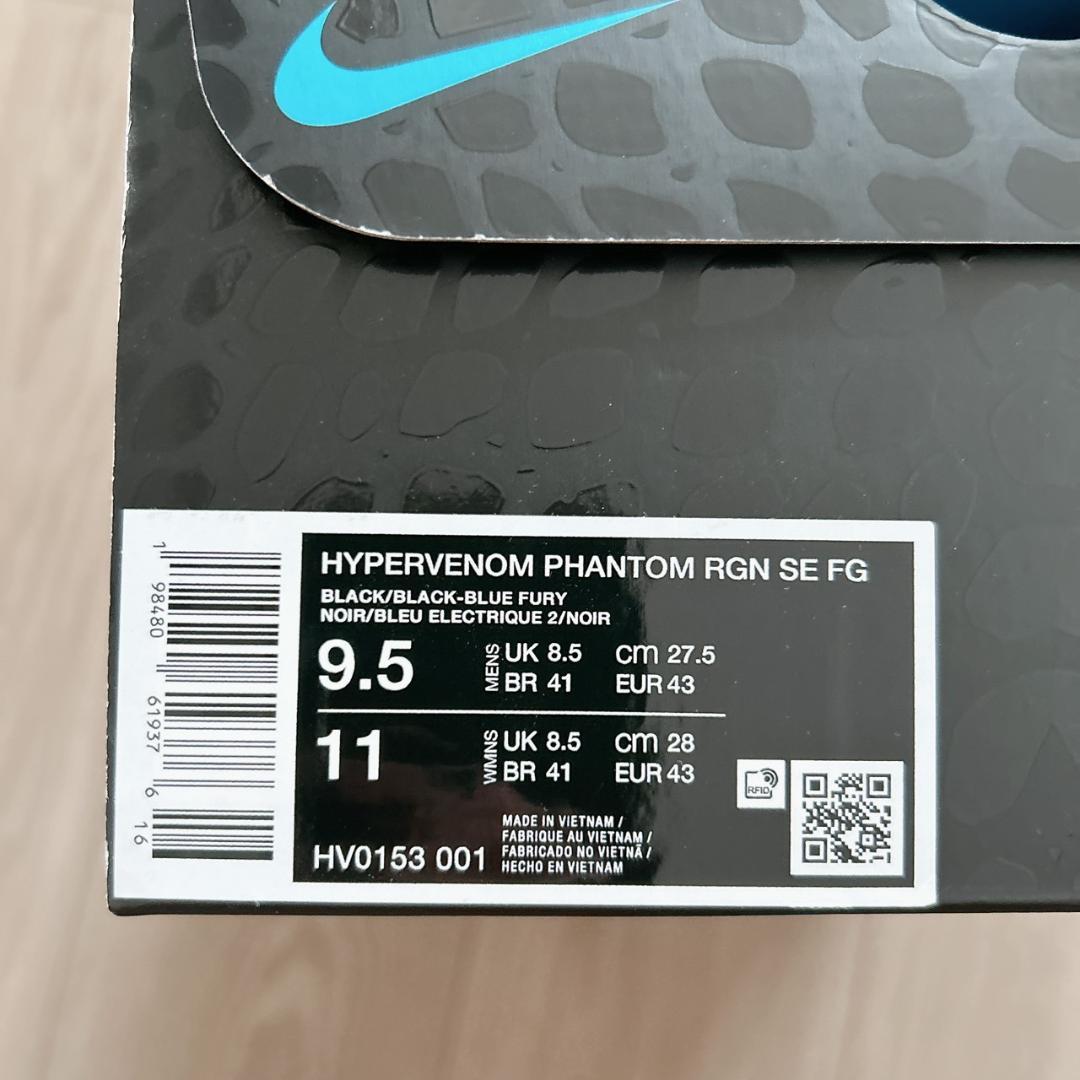 HYPERVENOM PHANTOM RGN SE FG
BLACK/BLACK-BLUE FURY
NOIR/BLEU ELECTRIQUE 2/NOIR
9.5
MENS
UK 8.5 cm 27.5
BR 41 EUR 43
11
WMNS
UK 8.5 cm 28
BR 41 EUR 43
RFID
HV0153 001
MADE IN VIETNAM /
FABRIQUE AU VIETNAM /
FABRICADO NO VIETNÃ /
HECHO EN VIETNAM
1 98480 61937 6 16